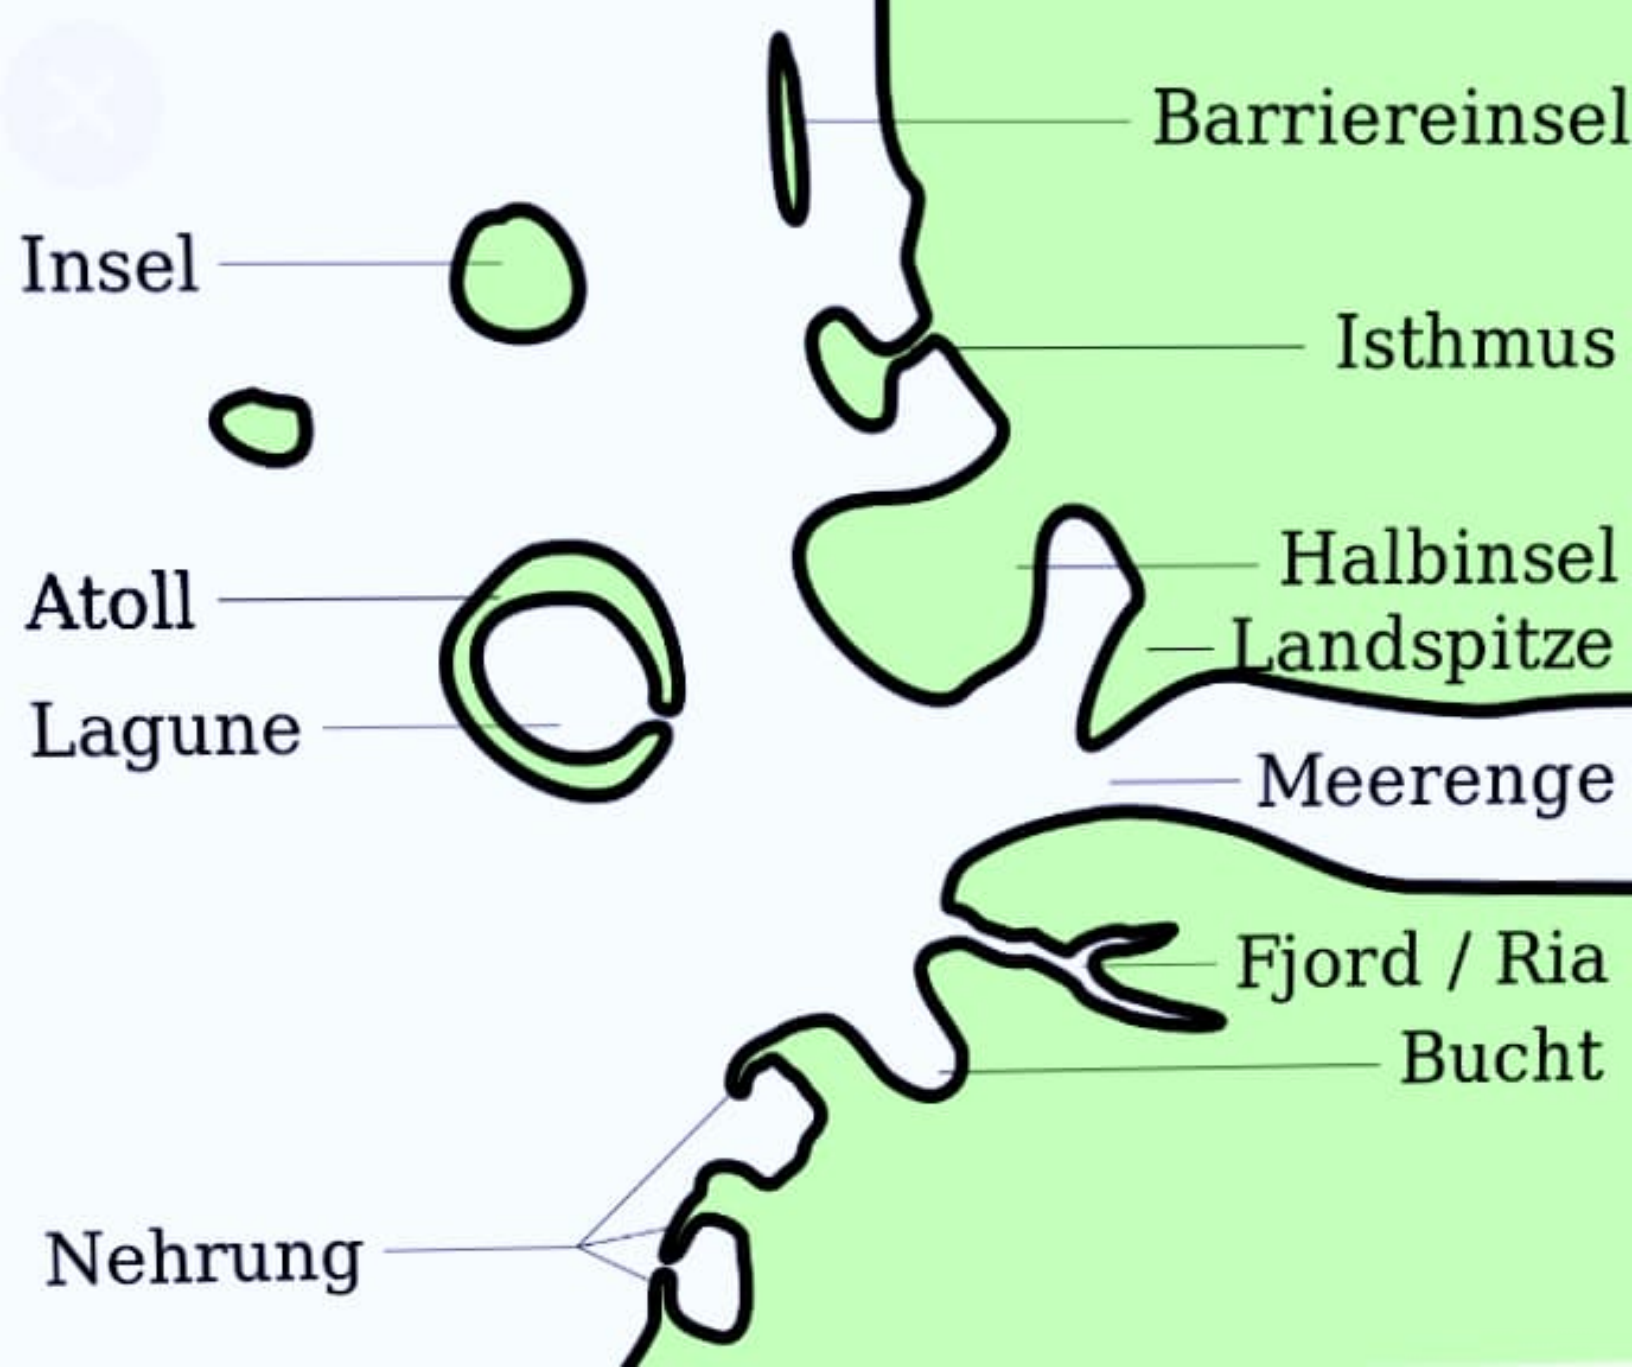 Barriereinsel
Insel
Isthmus
Halbinsel
Atoll
Landspitze
Lagune
Meerenge
Fjord / Ria
Bucht
Nehrung